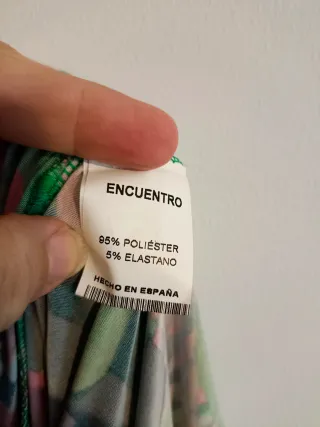 ENCUENTRO
95% POLIÉSTER
5% ELASTANO
HECHO EN ESPAÑA